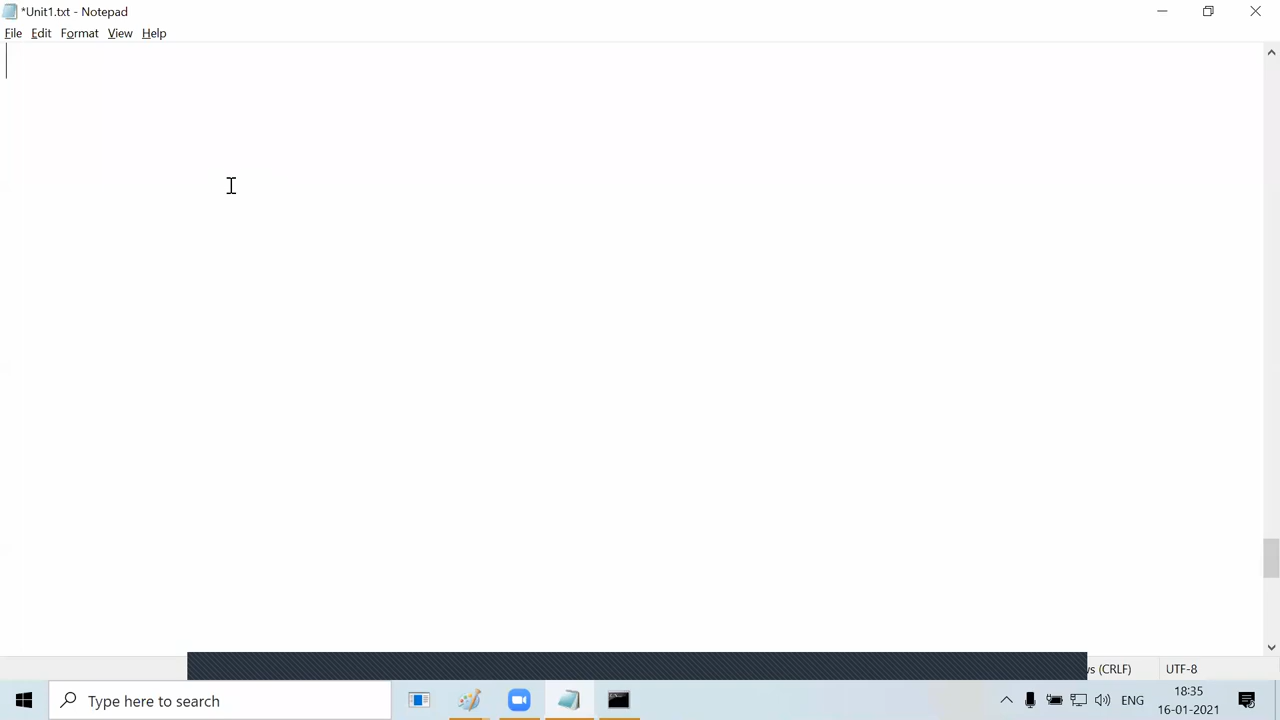 *Unit1.txt - Notepad
File Edit Format View Help
(CRLF) UTF-8
Type here to search
ENG
18:35
16-01-2021